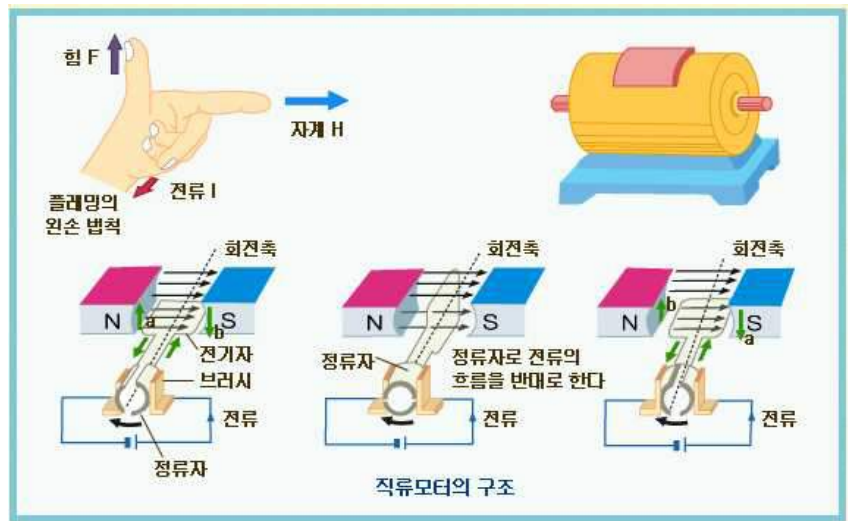 힘 F
자계 H
전류 I
플레밍의
왼손 법칙
회전축
N
a
S
b
전기자
브러시
전류
정류자
회전축
N
S
정류자
정류자로 전류의
흐름을 반대로 한다
전류
회전축
N
b
S
a
전류
직류모터의 구조